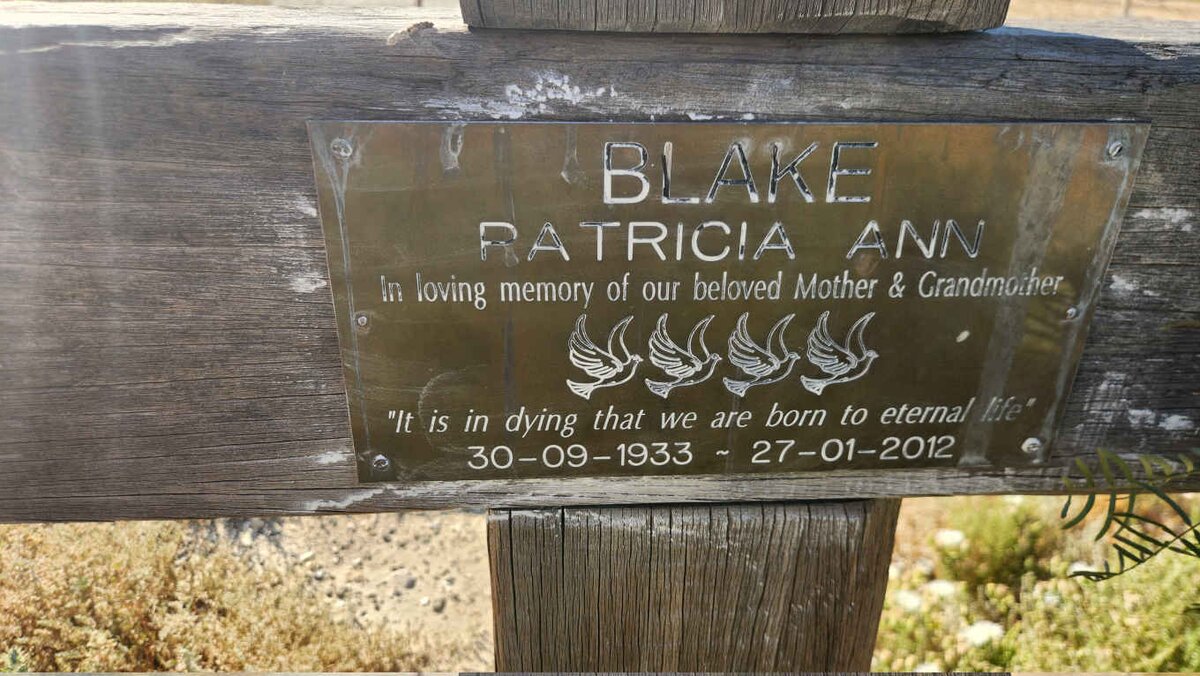 BLAKE
PATRICIA ANN
In loving memory of our beloved Mother & Grandmother
"It is in dying that we are born to eternal life"
30-09-1933 ~ 27-01-2012